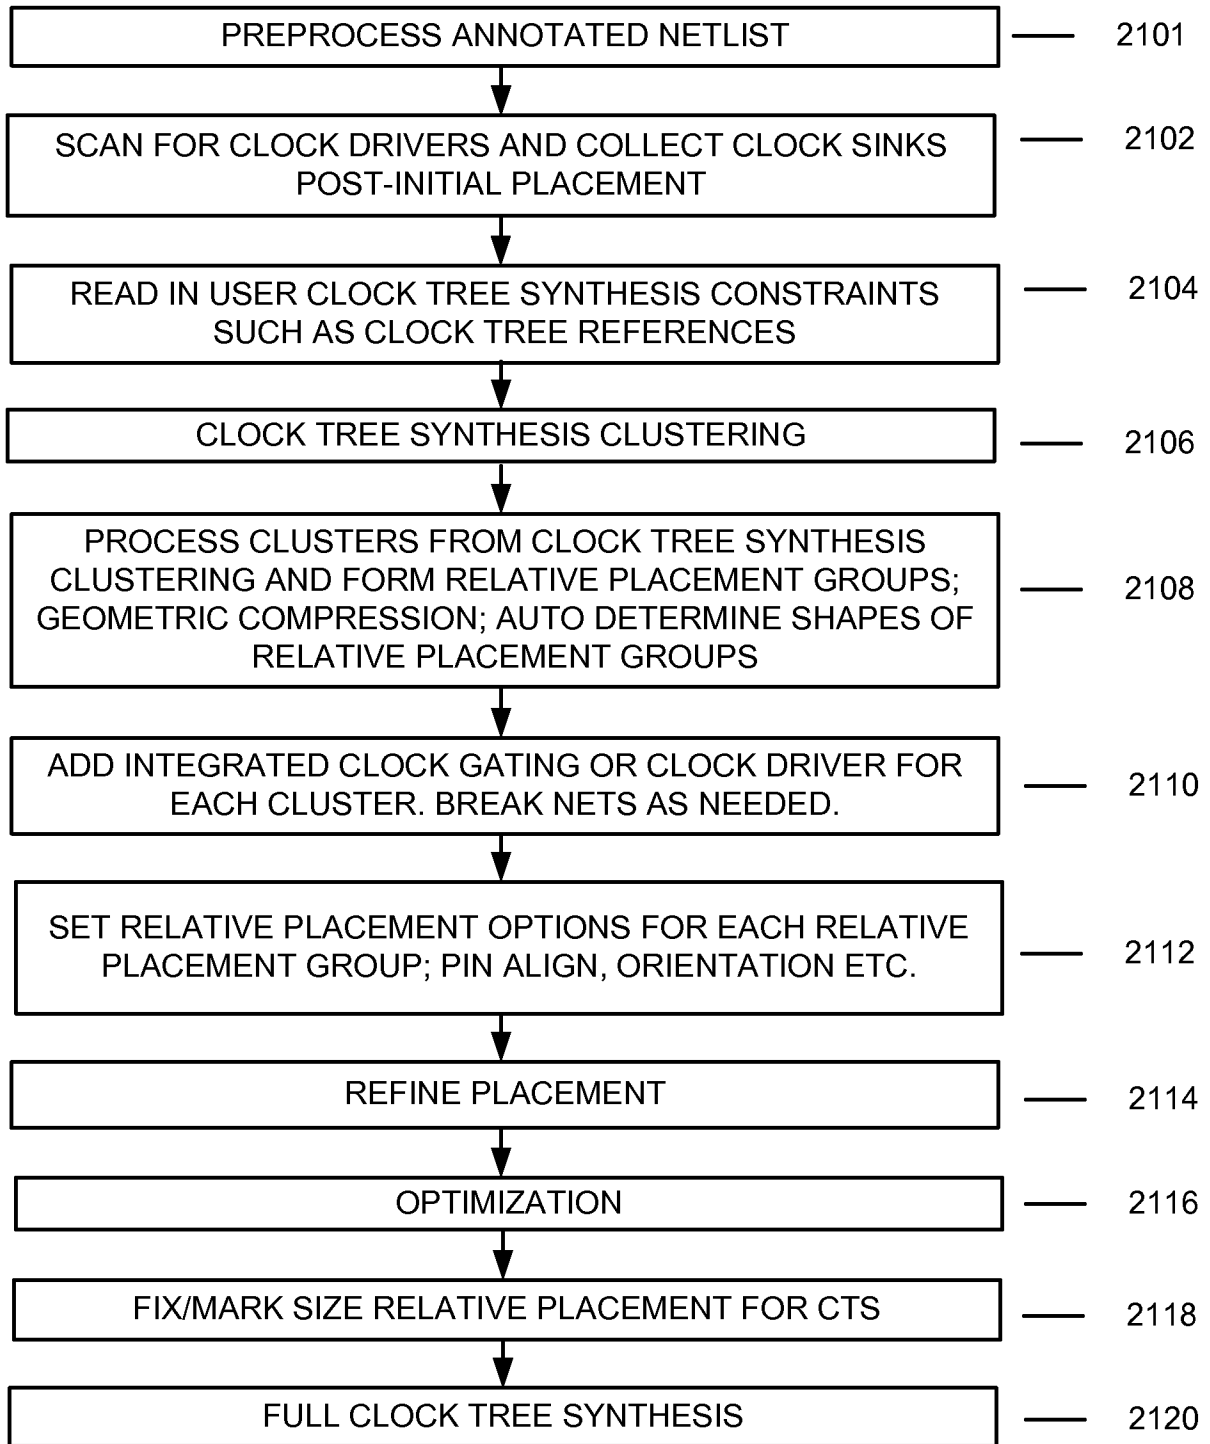 PREPROCESS ANNOTATED NETLIST
2101
SCAN FOR CLOCK DRIVERS AND COLLECT CLOCK SINKS
POST-INITIAL PLACEMENT
2102
READ IN USER CLOCK TREE SYNTHESIS CONSTRAINTS
SUCH AS CLOCK TREE REFERENCES
2104
CLOCK TREE SYNTHESIS CLUSTERING
2106
PROCESS CLUSTERS FROM CLOCK TREE SYNTHESIS
CLUSTERING AND FORM RELATIVE PLACEMENT GROUPS;
GEOMETRIC COMPRESSION; AUTO DETERMINE SHAPES OF
RELATIVE PLACEMENT GROUPS
2108
ADD INTEGRATED CLOCK GATING OR CLOCK DRIVER FOR
EACH CLUSTER. BREAK NETS AS NEEDED.
2110
SET RELATIVE PLACEMENT OPTIONS FOR EACH RELATIVE
PLACEMENT GROUP; PIN ALIGN, ORIENTATION ETC.
2112
REFINE PLACEMENT
2114
OPTIMIZATION
2116
FIX/MARK SIZE RELATIVE PLACEMENT FOR CTS
2118
FULL CLOCK TREE SYNTHESIS
2120